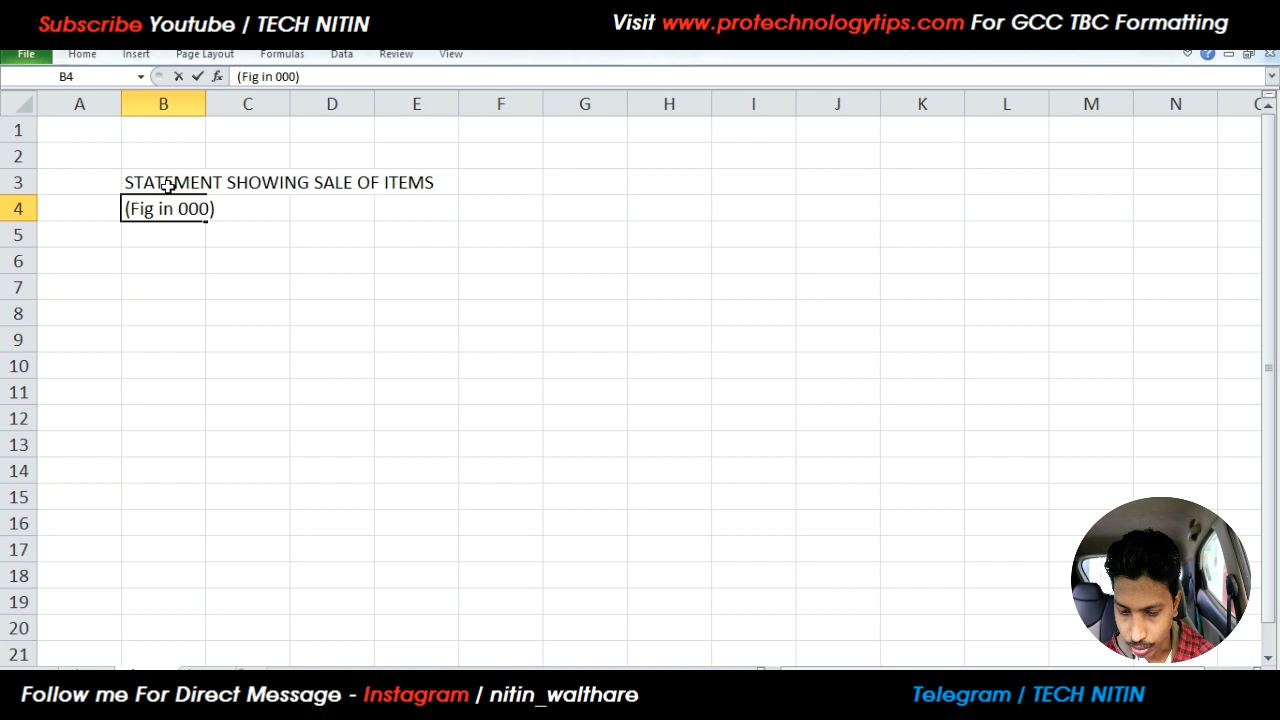 Subscribe Youtube / TECH NITIN
Visit www.protechnologytips.com For GCC TBC Formatting
File Home Insert Page Layout Formulas Data Review View
B4 fx (Fig in 000)
A B C D E F G H I J K L M N
1
2
3 STATEMENT SHOWING SALE OF ITEMS
4 (Fig in 000)
5
6
7
8
9
10
11
12
13
14
15
16
17
18
19
20
21
Follow me For Direct Message - Instagram / nitin_walthare
Telegram / TECH NITIN